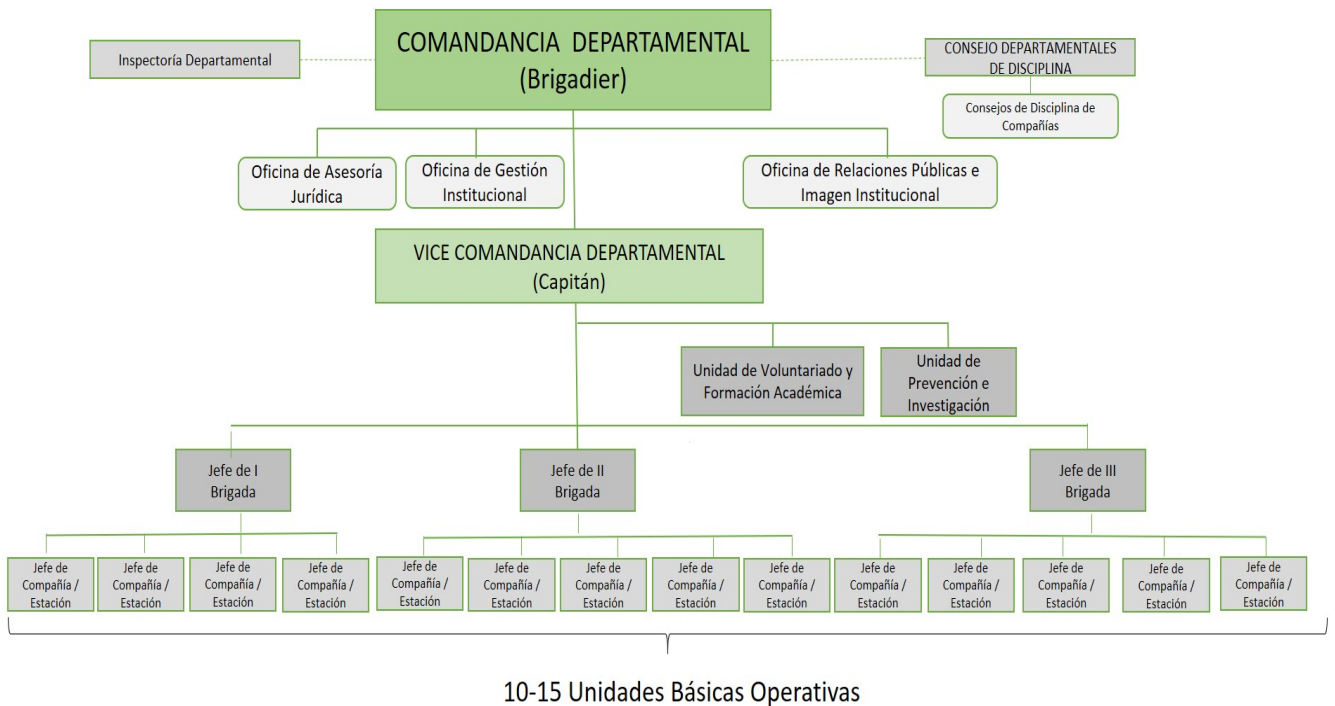 COMANDANCIA DEPARTAMENTAL
(Brigadier)
Inspectoría Departamental
CONSEJO DEPARTAMENTALES
DE DISCIPLINA
Consejos de Disciplina de
Compañías
Oficina de Asesoría
Jurídica
Oficina de Gestión
Institucional
Oficina de Relaciones Públicas e
Imagen Institucional
VICE COMANDANCIA DEPARTAMENTAL
(Capitán)
Unidad de Voluntariado y
Formación Académica
Unidad de
Prevención e
Investigación
Jefe de I
Brigada
Jefe de II
Brigada
Jefe de III
Brigada
Jefe de
Compañía /
Estación
Jefe de
Compañía /
Estación
Jefe de
Compañía /
Estación
Jefe de
Compañía /
Estación
Jefe de
Compañía /
Estación
Jefe de
Compañía /
Estación
Jefe de
Compañía /
Estación
Jefe de
Compañía /
Estación
Jefe de
Compañía /
Estación
Jefe de
Compañía /
Estación
Jefe de
Compañía /
Estación
Jefe de
Compañía /
Estación
Jefe de
Compañía /
Estación
Jefe de
Compañía /
Estación
10-15 Unidades Básicas Operativas